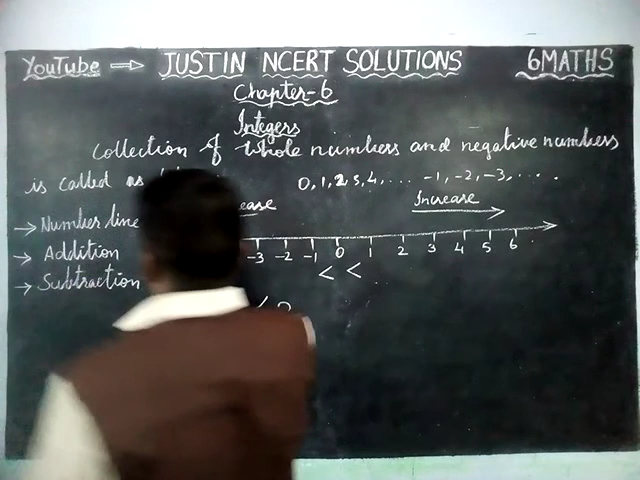 YouTube ⇒ JUSTIN NCERT SOLUTIONS 6MATHS
Chapter-6
Integers
Collection of Whole numbers and negative numbers
is called as 0, 1, 2, 3, 4, ... -1, -2, -3, ....
→ Number line Increase
→ Addition -3 -2 -1 0 1 2 3 4 5 6
< <
→ Subtraction